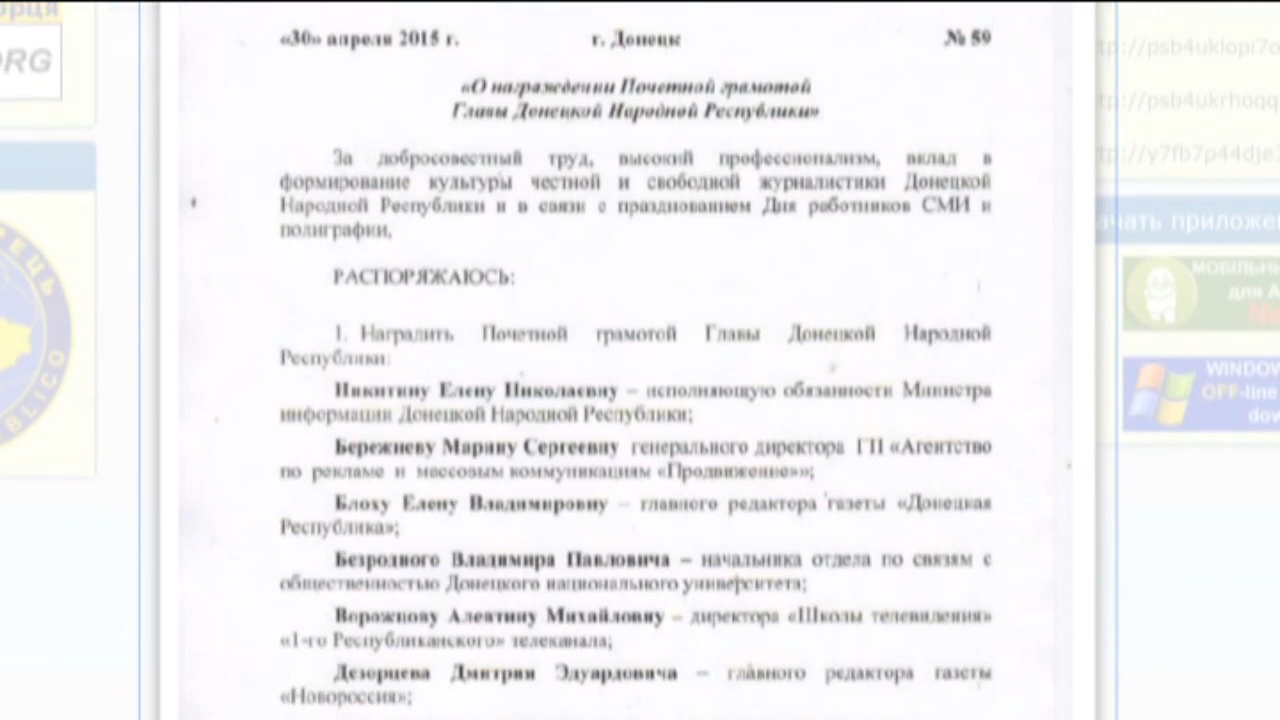 «30» апреля 2015 г. г. Донецк № 59
«О награждении Почетной грамотой
Главы Донецкой Народной Республики»
За добросовестный труд, высокий профессионализм, вклад в
формирование культуры честной и свободной журналистики Донецкой
Народной Республики и в связи с празднованием Дня работников СМИ и
полиграфии,
РАСПОРЯЖАЮСЬ:
1. Наградить Почетной грамотой Главы Донецкой Народной
Республики:
Никитину Елену Николаевну – исполняющую обязанности Министра
информации Донецкой Народной Республики;
Бережневу Марину Сергеевну генерального директора ГП «Агентство
по рекламе и массовым коммуникациям «Продвижение»»;
Блоху Елену Владимировну – главного редактора газеты «Донецкая
Республика»;
Безродного Владимира Павловича – начальника отдела по связям с
общественностью Донецкого национального университета;
Ворожцову Алевтину Михайловну – директора «Школы телевидения»
«1-го Республиканского» телеканала;
Дезорцева Дмитрия Эдуардовича – главного редактора газеты
«Новороссия»;
ORG
WINDOW
OFF-line
dow
для A